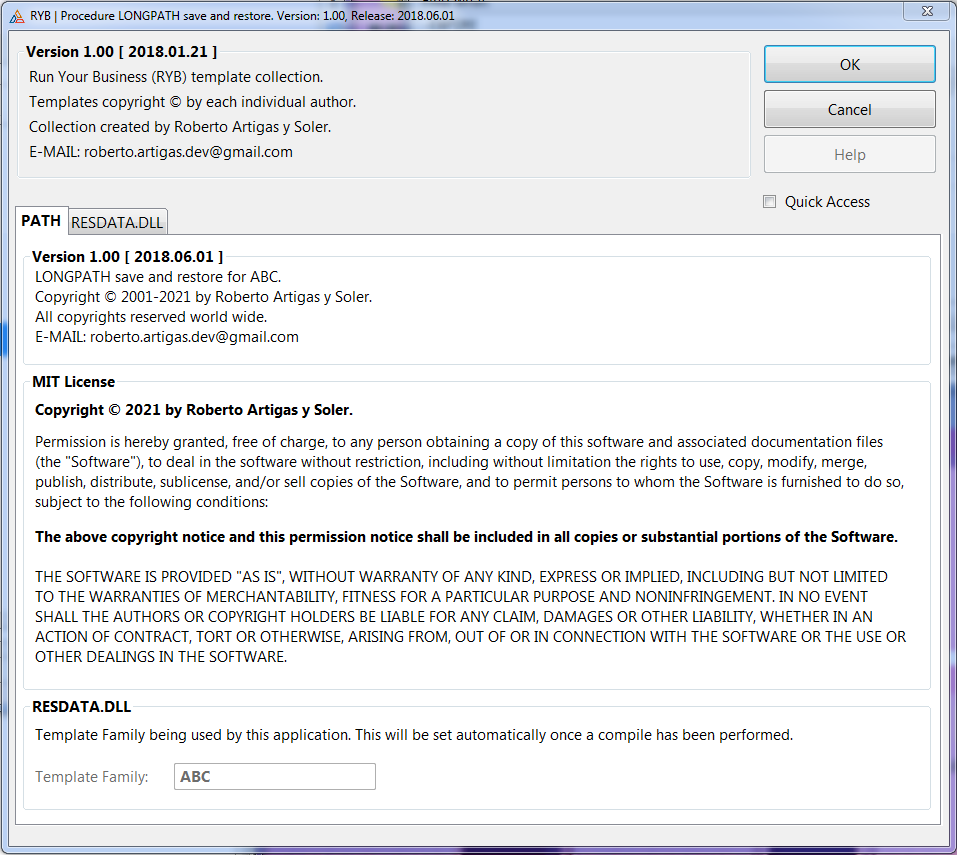 RYB | Procedure LONGPATH save and restore. Version: 1.00, Release: 2018.06.01
Version 1.00 [ 2018.01.21 ]
Run Your Business (RYB) template collection.
Templates copyright © by each individual author.
Collection created by Roberto Artigas y Soler.
E-MAIL: roberto.artigas.dev@gmail.com
OK
Cancel
Help
Quick Access
PATH
RESDATA.DLL
Version 1.00 [ 2018.06.01 ]
LONGPATH save and restore for ABC.
Copyright © 2001-2021 by Roberto Artigas y Soler.
All copyrights reserved world wide.
E-MAIL: roberto.artigas.dev@gmail.com
MIT License
Copyright © 2021 by Roberto Artigas y Soler.
Permission is hereby granted, free of charge, to any person obtaining a copy of this software and associated documentation files
(the "Software"), to deal in the software without restriction, including without limitation the rights to use, copy, modify, merge,
publish, distribute, sublicense, and/or sell copies of the Software, and to permit persons to whom the Software is furnished to do so,
subject to the following conditions:
The above copyright notice and this permission notice shall be included in all copies or substantial portions of the Software.
THE SOFTWARE IS PROVIDED "AS IS", WITHOUT WARRANTY OF ANY KIND, EXPRESS OR IMPLIED, INCLUDING BUT NOT LIMITED
TO THE WARRANTIES OF MERCHANTABILITY, FITNESS FOR A PARTICULAR PURPOSE AND NONINFRINGEMENT. IN NO EVENT
SHALL THE AUTHORS OR COPYRIGHT HOLDERS BE LIABLE FOR ANY CLAIM, DAMAGES OR OTHER LIABILITY, WHETHER IN AN
ACTION OF CONTRACT, TORT OR OTHERWISE, ARISING FROM, OUT OF OR IN CONNECTION WITH THE SOFTWARE OR THE USE OR
OTHER DEALINGS IN THE SOFTWARE.
RESDATA.DLL
Template Family being used by this application. This will be set automatically once a compile has been performed.
Template Family:
ABC